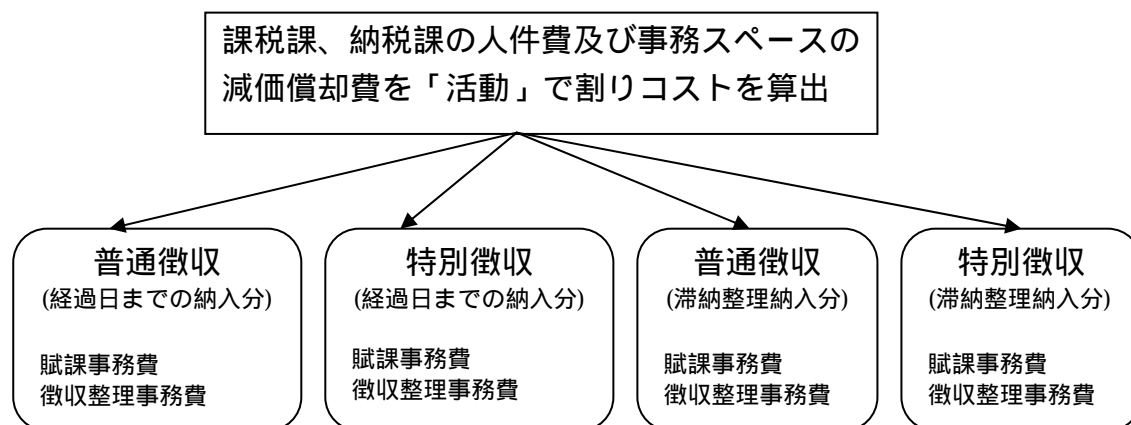 課税課、納税課の人件費及び事務スペースの
減価償却費を「活動」で割りコストを算出
普通徴収
(経過日までの納入分)
賦課事務費
徴収整理事務費
特別徴収
(経過日までの納入分)
賦課事務費
徴収整理事務費
普通徴収
(滞納整理納入分)
賦課事務費
徴収整理事務費
特別徴収
(滞納整理納入分)
賦課事務費
徴収整理事務費